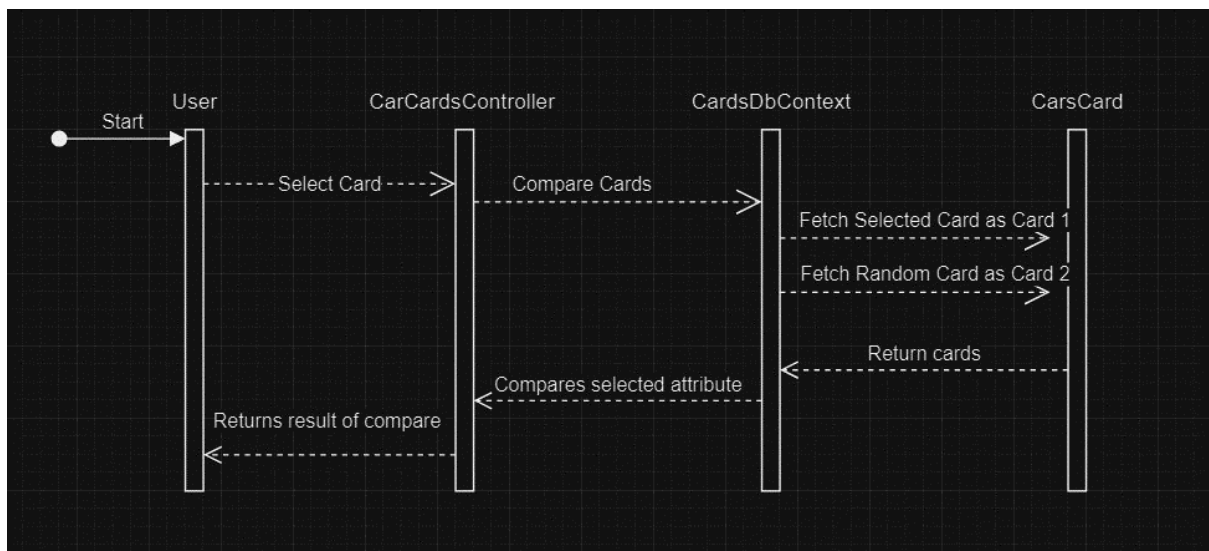 User
CarCardsController
CardsDbContext
CarsCard
Start
Select Card
Compare Cards
Fetch Selected Card as Card 1
Fetch Random Card as Card 2
Return cards
Compares selected attribute
Returns result of compare